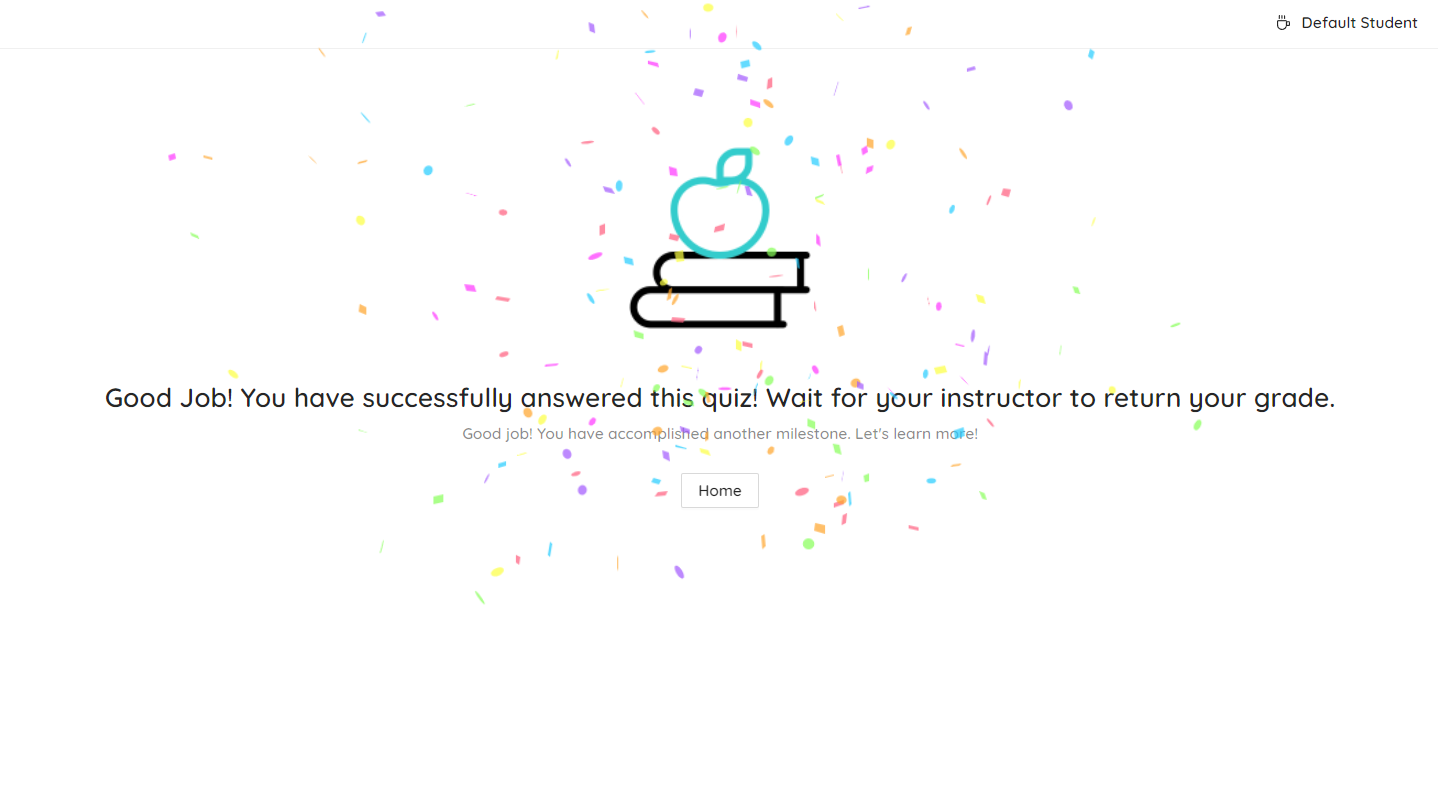 Default Student
Good Job! You have successfully answered this quiz! Wait for your instructor to return your grade.
Good job! You have accomplished another milestone. Let's learn more!
Home